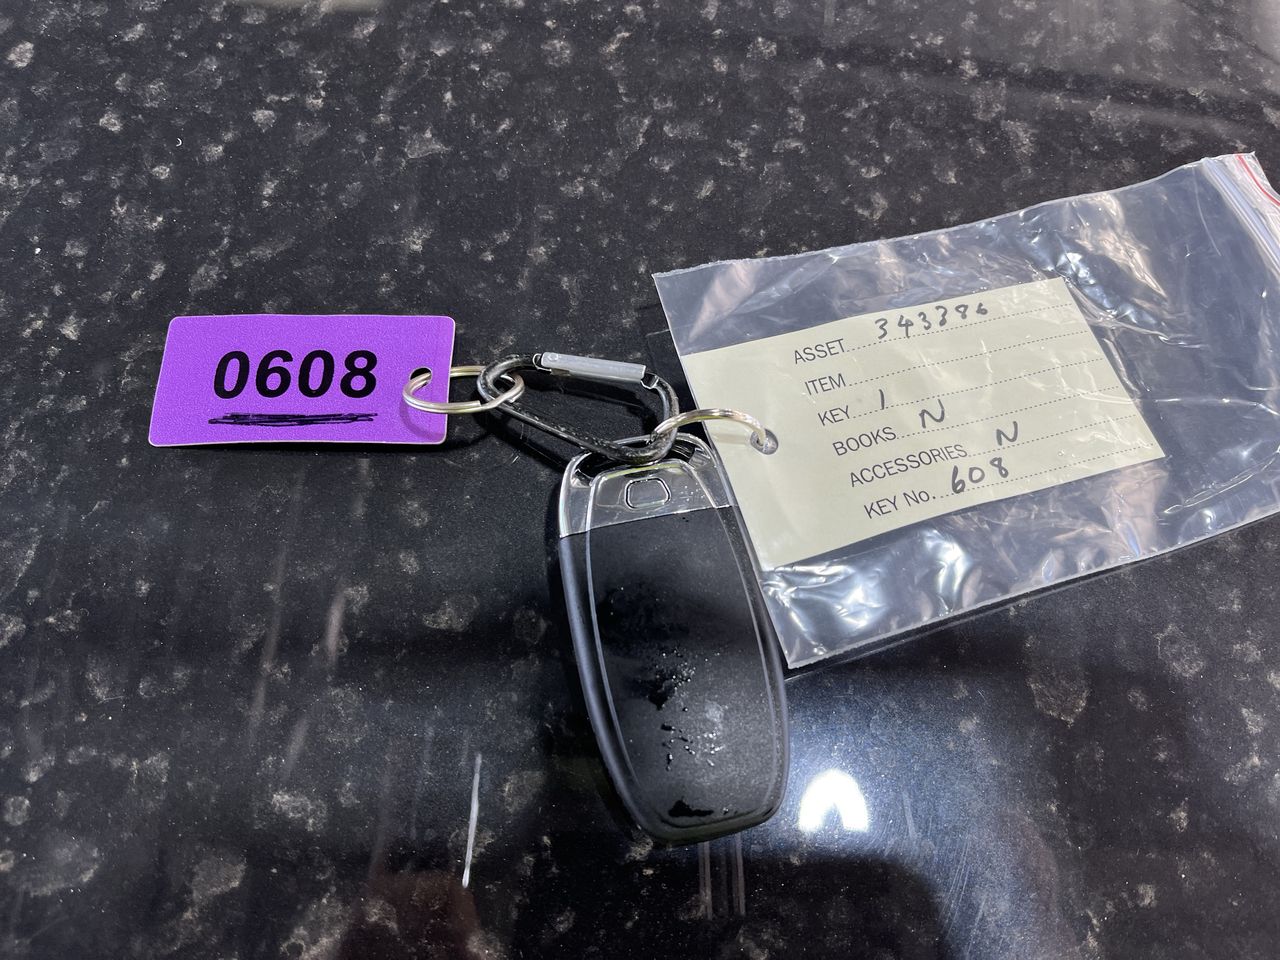 0608
ASSET 343386
ITEM
KEY 1
BOOKS N
ACCESSORIES N
KEY No. 608